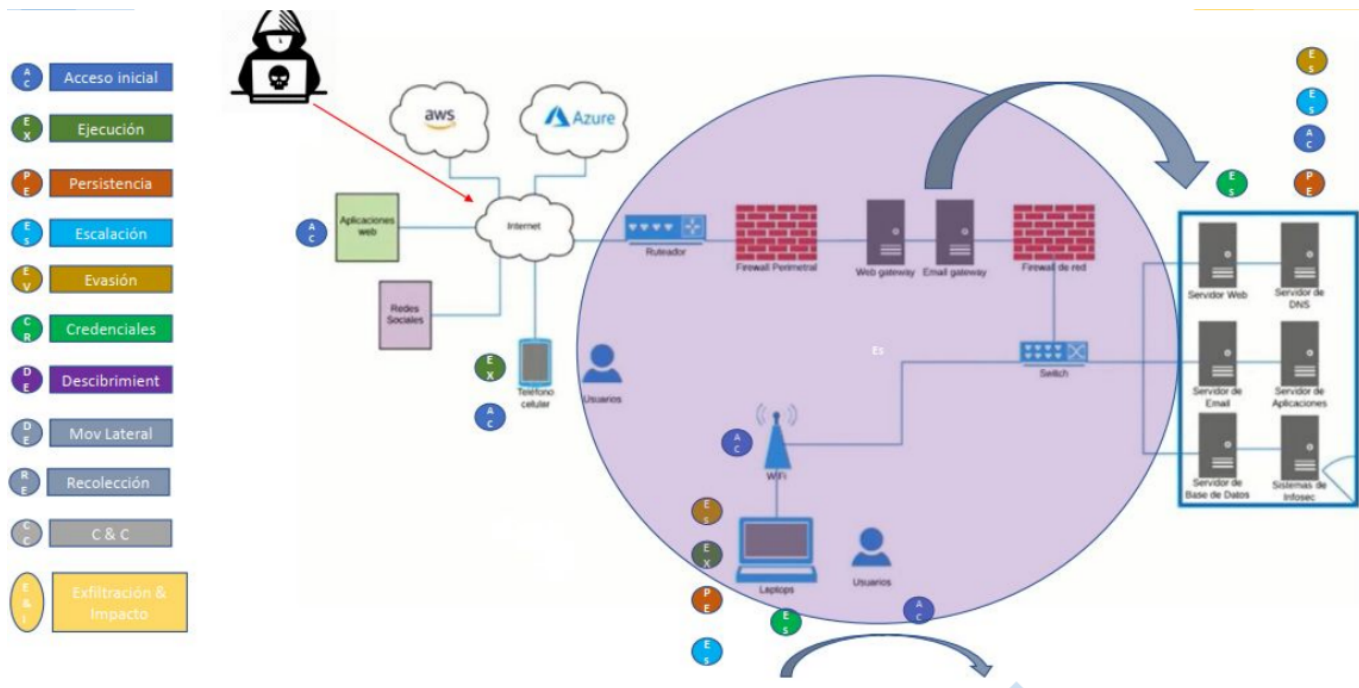 A
C
Acceso inicial
E
X
Ejecución
P
E
Persistencia
E
s
Escalación
E
V
Evasión
C
R
Credenciales
D
E
Descibrimient
D
E
Mov Lateral
R
E
Recolección
C
C
C & C
E
&
I
Exfiltración &
Impacto
aws
Azure
A
C
Aplicaciones
web
Internet
Redes
Sociales
E
X
A
C
Teléfono
celular
Usuarios
Ruteador
Firewall Perimetral
Web gateway
Email gateway
Firewall de red
Es
Switch
A
C
WiFi
E
s
E
X
P
E
E
s
Laptops
E
s
Usuarios
A
C
E
s
E
s
A
C
E
s
P
E
Servidor Web
Servidor de
DNS
Servidor de
Email
Servidor de
Aplicaciones
Servidor de
Base de Datos
Sistemas de
Infosec